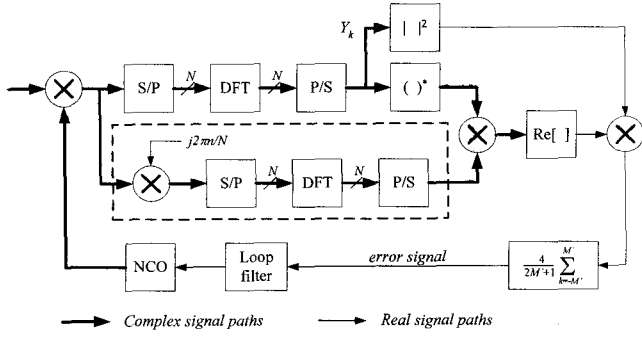 Y_k
| |²
S/P
N
DFT
N
P/S
( )*
j2πn/N
S/P
N
DFT
N
P/S
Re[ ]
NCO
Loop
filter
error signal
4/(2M'+1) ∑_{k=-M'}^{M'}
Complex signal paths
Real signal paths